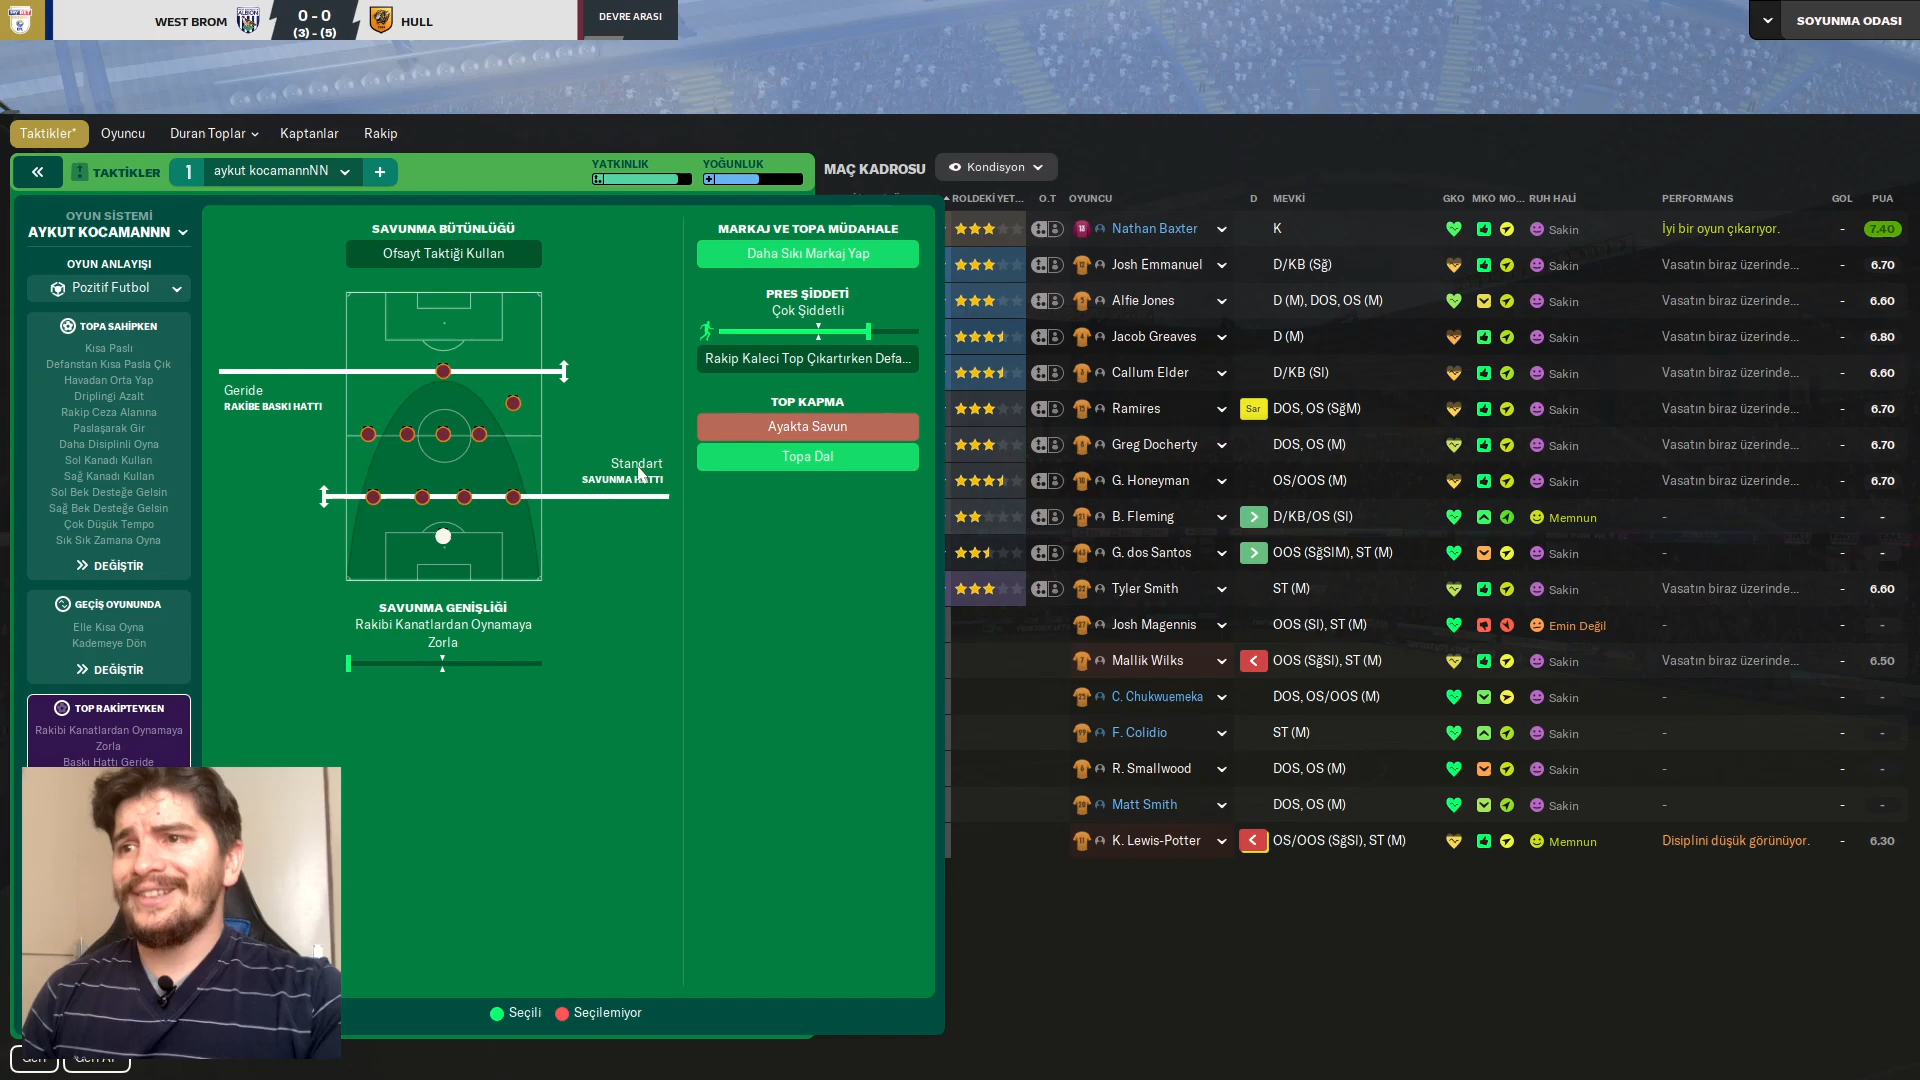 WEST BROM
0 - 0
(3) - (5)
HULL
DEVRE ARASI
SOYUNMA ODASI
Taktikler*
Oyuncu
Duran Toplar
Kaptanlar
Rakip
TAKTİKLER
1
aykut kocamannNN
+
YATKINLIK
YOĞUNLUK
MAÇ KADROSU
Kondisyon
OYUN SİSTEMİ
AYKUT KOCAMANNN
OYUN ANLAYIŞI
Pozitif Futbol
TOPA SAHİPKEN
Kısa Paslı
Defanstan Kısa Pasla Çık
Havadan Orta Yap
Driplingi Azalt
Rakip Ceza Alanına
Paslaşarak Gir
Daha Disiplinli Oyna
Sol Kanadı Kullan
Sağ Kanadı Kullan
Sol Bek Desteğe Gelsin
Sağ Bek Desteğe Gelsin
Çok Düşük Tempo
Sık Sık Zamana Oyna
DEĞİŞTİR
GEÇİŞ OYUNUNDA
Elle Kısa Oyna
Kademeye Dön
DEĞİŞTİR
TOP RAKİPTEYKEN
Rakibi Kanatlardan Oynamaya
Zorla
Baskı Hattı Geride
SAVUNMA BÜTÜNLÜĞÜ
Ofsayt Taktiği Kullan
Geride
RAKİBE BASKI HATTI
Standart
SAVUNMA HATTI
SAVUNMA GENİŞLİĞİ
Rakibi Kanatlardan Oynamaya
Zorla
MARKAJ VE TOPA MÜDAHALE
Daha Sıkı Markaj Yap
PRES ŞİDDETİ
Çok Şiddetli
Rakip Kaleci Top Çıkartırken Defa...
TOP KAPMA
Ayakta Savun
Topa Dal
Seçili
Seçilemiyor
ROLDEKİ YET... O.T OYUNCU D MEVKİ GKO MKO MO... RUH HALİ PERFORMANS GOL PUA
Nathan Baxter K Sakin İyi bir oyun çıkarıyor. - 7.40
Josh Emmanuel D/KB (Sğ) Sakin Vasatın biraz üzerinde... - 6.70
Alfie Jones D (M), DOS, OS (M) Sakin Vasatın biraz üzerinde... - 6.60
Jacob Greaves D (M) Sakin Vasatın biraz üzerinde... - 6.80
Callum Elder D/KB (Sl) Sakin Vasatın biraz üzerinde... - 6.60
Ramires Sar DOS, OS (SğM) Sakin Vasatın biraz üzerinde... - 6.70
Greg Docherty DOS, OS (M) Sakin Vasatın biraz üzerinde... - 6.70
G. Honeyman OS/OOS (M) Sakin Vasatın biraz üzerinde... - 6.70
B. Fleming D/KB/OS (Sl) Memnun - - -
G. dos Santos OOS (SğSlM), ST (M) Sakin - - -
Tyler Smith ST (M) Sakin Vasatın biraz üzerinde... - 6.60
Josh Magennis OOS (Sl), ST (M) Emin Değil - - -
Mallik Wilks OOS (SğSl), ST (M) Sakin Vasatın biraz üzerinde... - 6.50
C. Chukwuemeka DOS, OS/OOS (M) Sakin - - -
F. Colidio ST (M) Sakin - - -
R. Smallwood DOS, OS (M) Sakin - - -
Matt Smith DOS, OS (M) Sakin - - -
K. Lewis-Potter OS/OOS (SğSl), ST (M) Memnun Disiplini düşük görünüyor. - 6.30